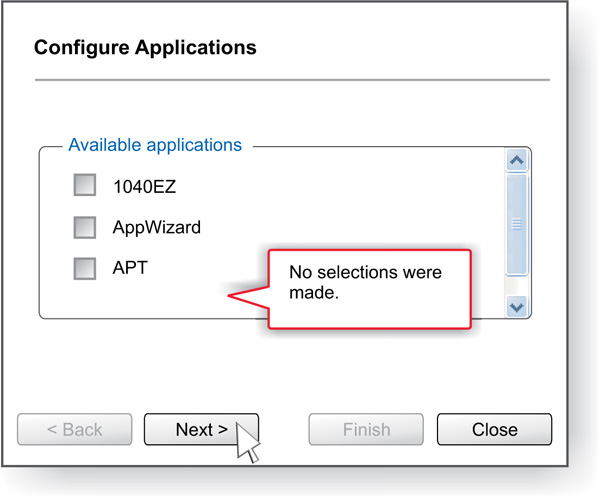 Configure Applications
Available applications
1040EZ
AppWizard
APT
No selections were
made.
< Back
Next >
Finish
Close